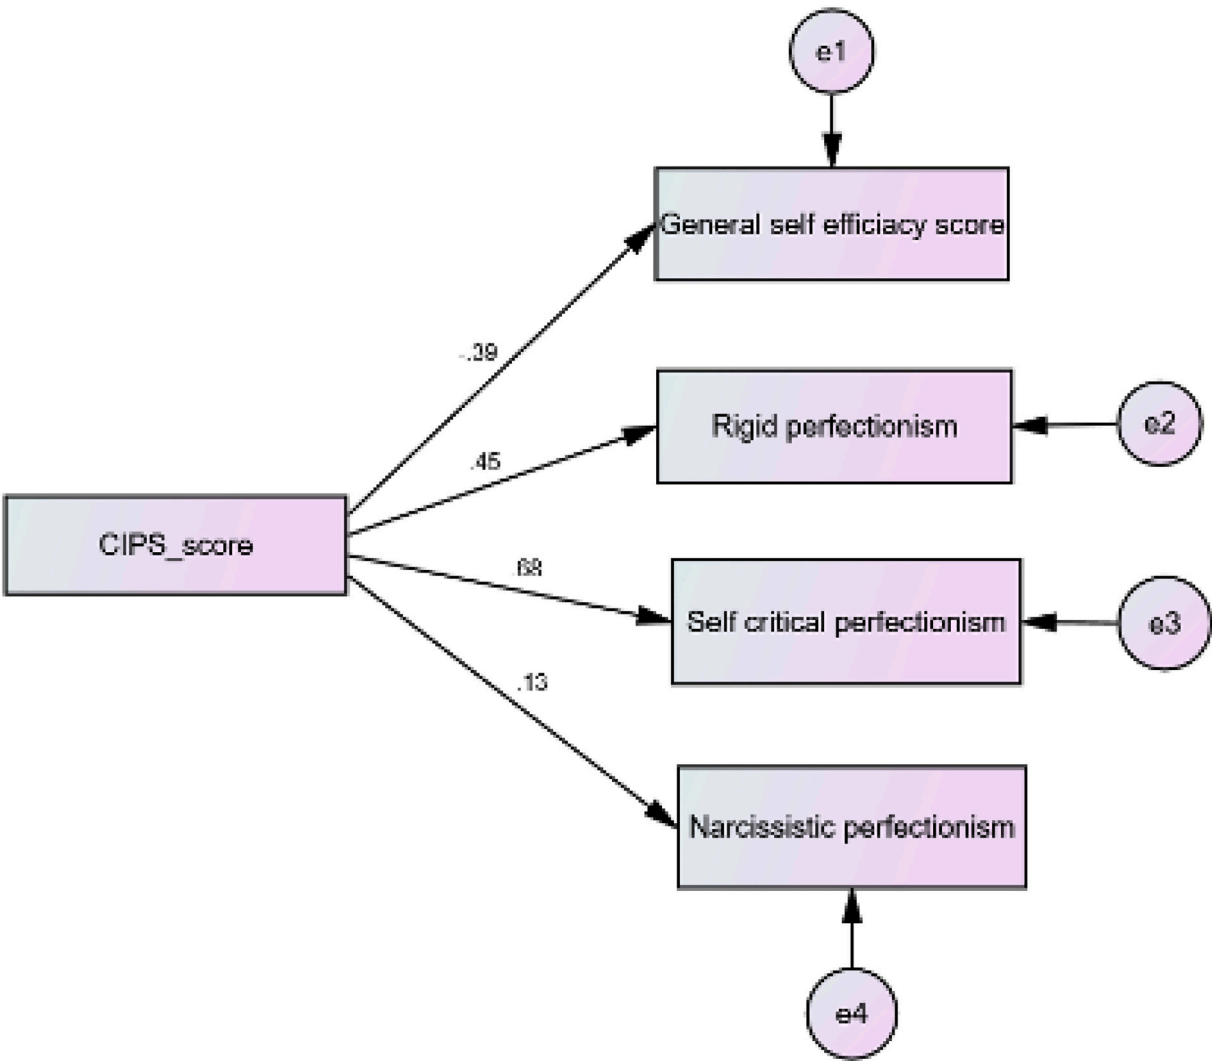 e1
General self efficiacy score
-.39
Rigid perfectionism
e2
.45
CIPS_score
.68
Self critical perfectionism
e3
.13
Narcissistic perfectionism
e4